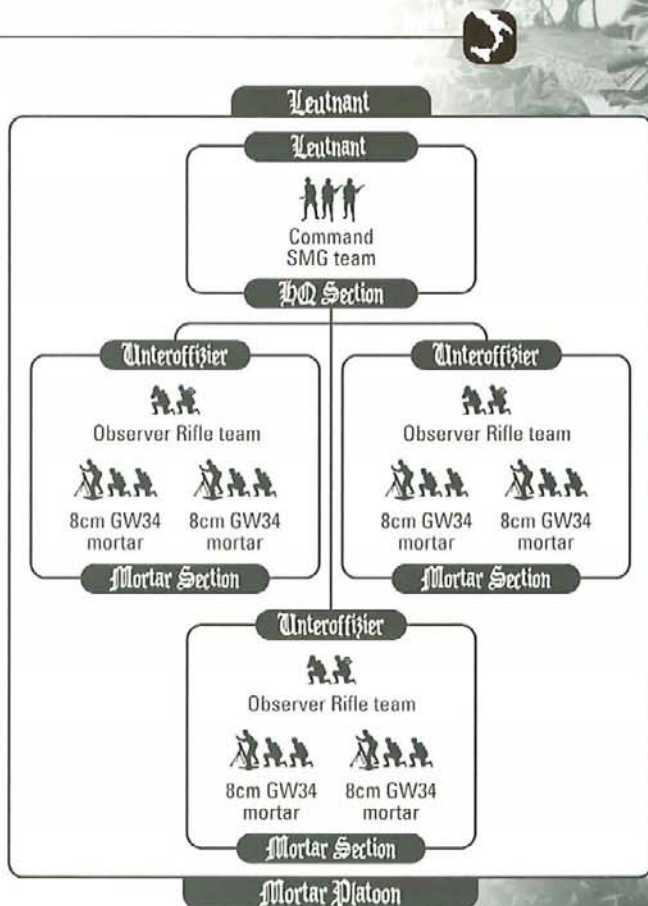 Leutnant
Leutnant
Command
SMG team
HQ Section
Unteroffizier
Observer Rifle team
8cm GW34 8cm GW34
mortar mortar
Mortar Section
Unteroffizier
Observer Rifle team
8cm GW34 8cm GW34
mortar mortar
Mortar Section
Unteroffizier
Observer Rifle team
8cm GW34 8cm GW34
mortar mortar
Mortar Section
Mortar Platoon